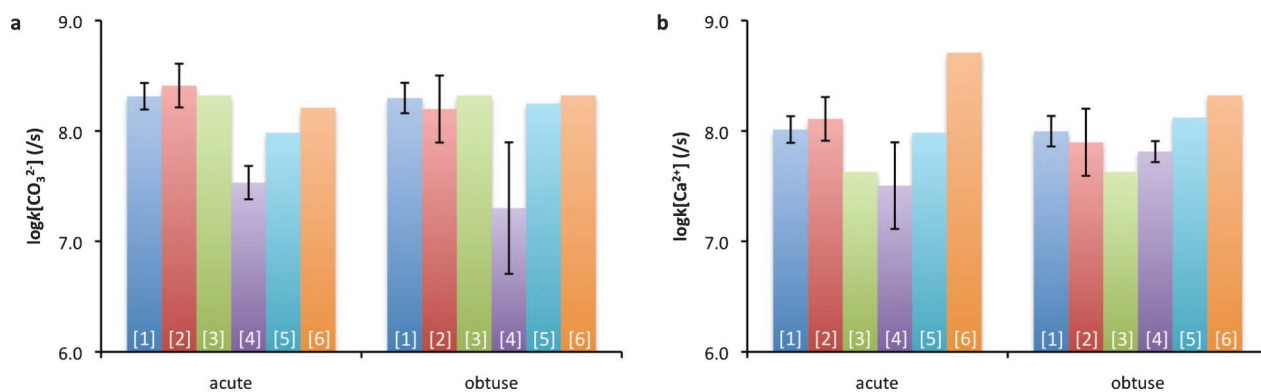 a
logk[CO₃²⁻] (/s)
9.0
8.0
7.0
6.0
[1] [2] [3] [4] [5] [6]
[1] [2] [3] [4] [5] [6]
acute
obtuse
b
logk[Ca²⁺] (/s)
9.0
8.0
7.0
6.0
[1] [2] [3] [4] [5] [6]
[1] [2] [3] [4] [5] [6]
acute
obtuse